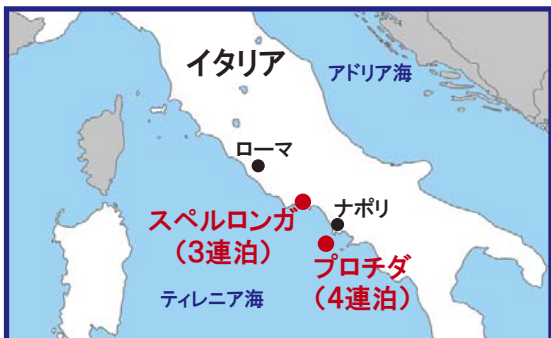 イタリア
アドリア海
ローマ
スペルロンガ
（3連泊）
ナポリ
プロチダ
（4連泊）
ティレニア海